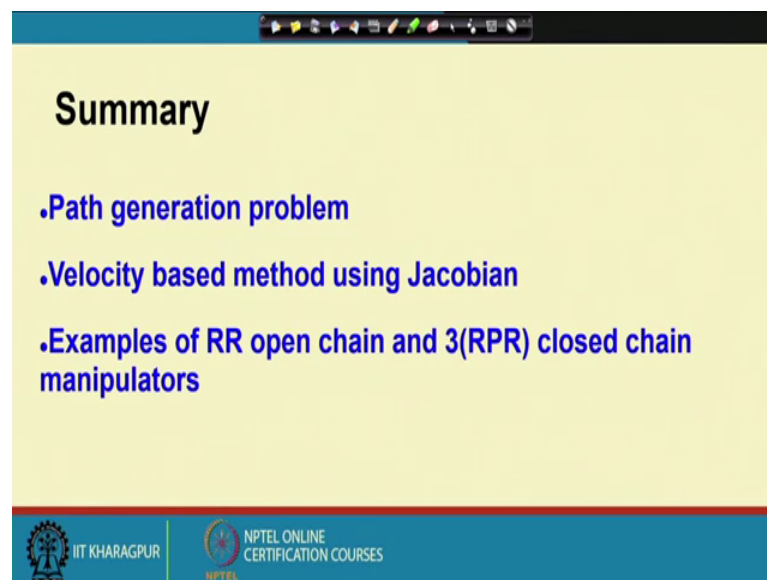 Summary
•Path generation problem
•Velocity based method using Jacobian
•Examples of RR open chain and 3(RPR) closed chain
manipulators
IIT KHARAGPUR
NPTEL ONLINE
CERTIFICATION COURSES
NPTEL